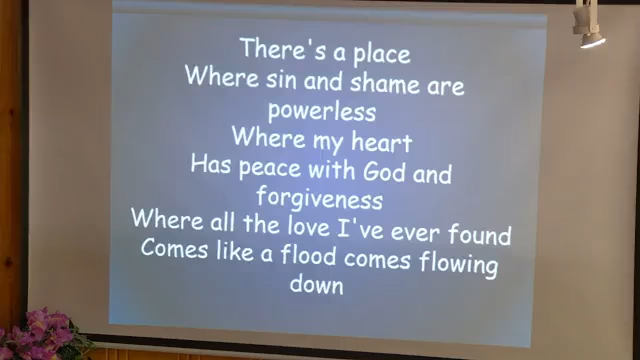 There's a place
Where sin and shame are
powerless
Where my heart
Has peace with God and
forgiveness
Where all the love I've ever found
Comes like a flood comes flowing
down